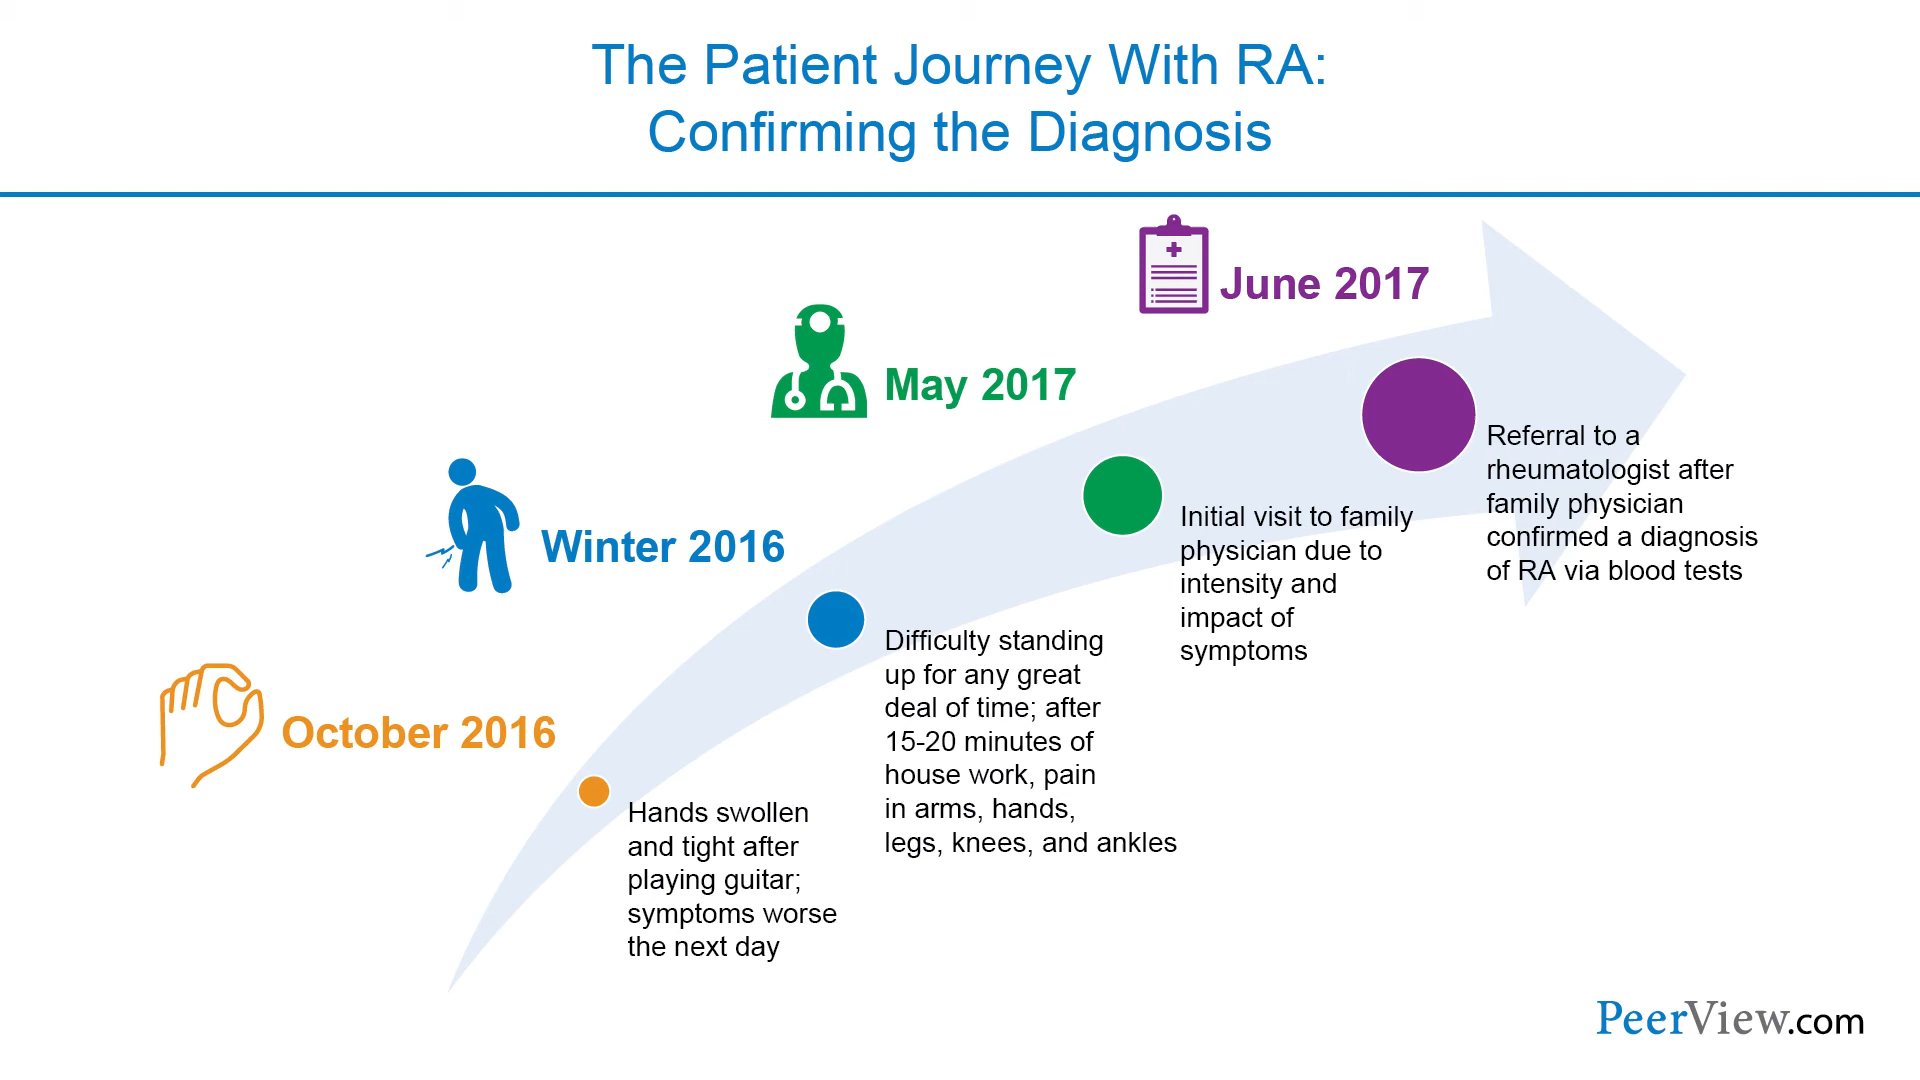 The Patient Journey With RA:
Confirming the Diagnosis
October 2016
Hands swollen
and tight after
playing guitar;
symptoms worse
the next day
Winter 2016
Difficulty standing
up for any great
deal of time; after
15-20 minutes of
house work, pain
in arms, hands,
legs, knees, and ankles
May 2017
Initial visit to family
physician due to
intensity and
impact of
symptoms
June 2017
Referral to a
rheumatologist after
family physician
confirmed a diagnosis
of RA via blood tests
PeerView.com